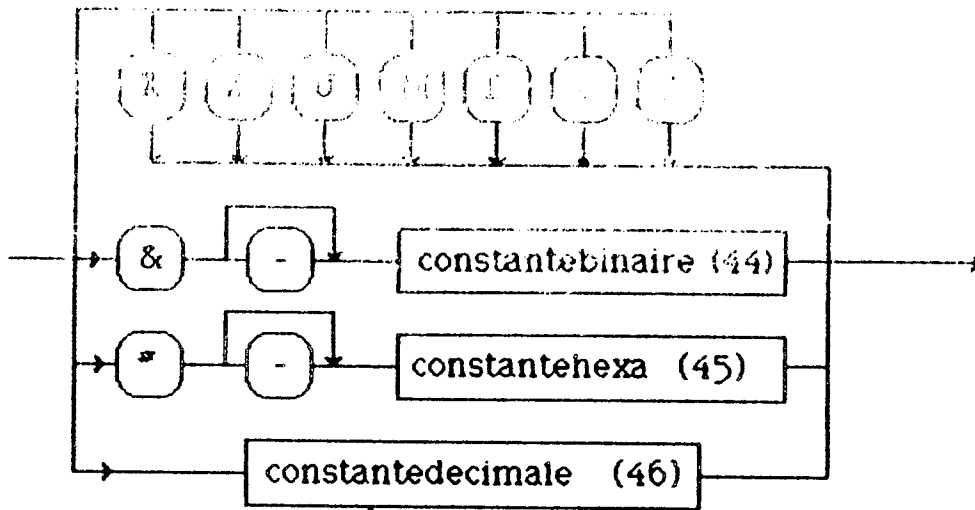 U M
& - constantebinaire (44)
- constantehexa (45)
constantedecimale (46)